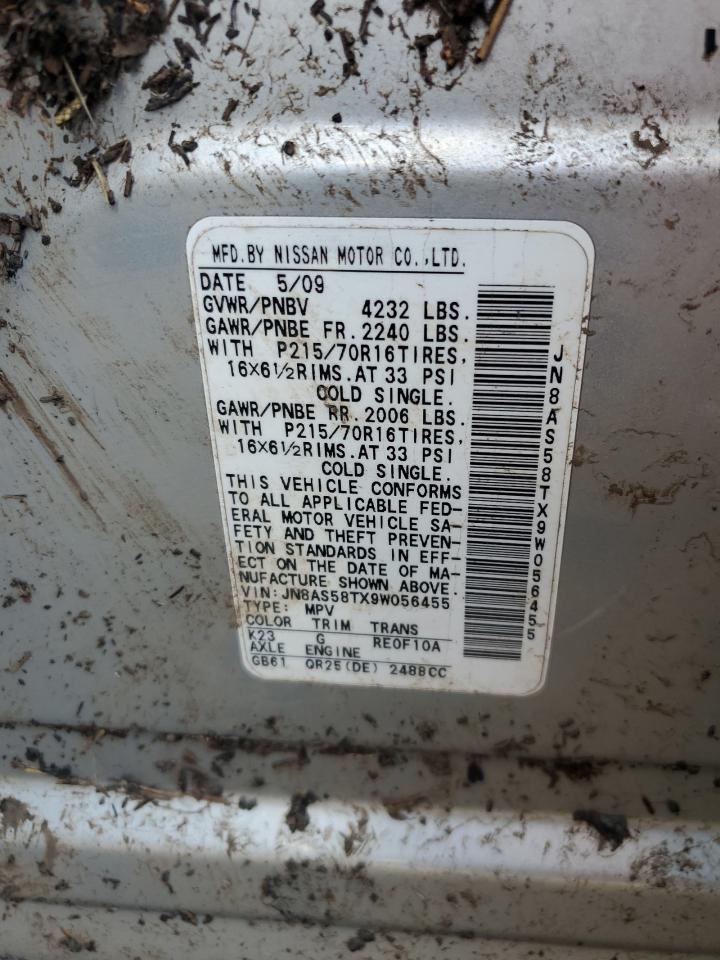 MFD.BY NISSAN MOTOR CO.,LTD.
DATE 5/09
GVWR/PNBV 4232 LBS.
GAWR/PNBE FR.2240 LBS.
WITH P215/70R16TIRES,
16X6½RIMS.AT 33 PSI
COLD SINGLE.
GAWR/PNBE RR.2006 LBS.
WITH P215/70R16TIRES,
16X6½RIMS.AT 33 PSI
COLD SINGLE.
THIS VEHICLE CONFORMS
TO ALL APPLICABLE FED-
ERAL MOTOR VEHICLE SA-
FETY AND THEFT PREVEN-
TION STANDARDS IN EFF-
ECT ON THE DATE OF MA-
NUFACTURE SHOWN ABOVE.
VIN:JN8AS58TX9W056455
TYPE: MPV
COLOR TRIM TRANS
K23 G RE0F10A
AXLE ENGINE
GB61 QR25(DE) 2488CC
JN8AS58TX9W056455